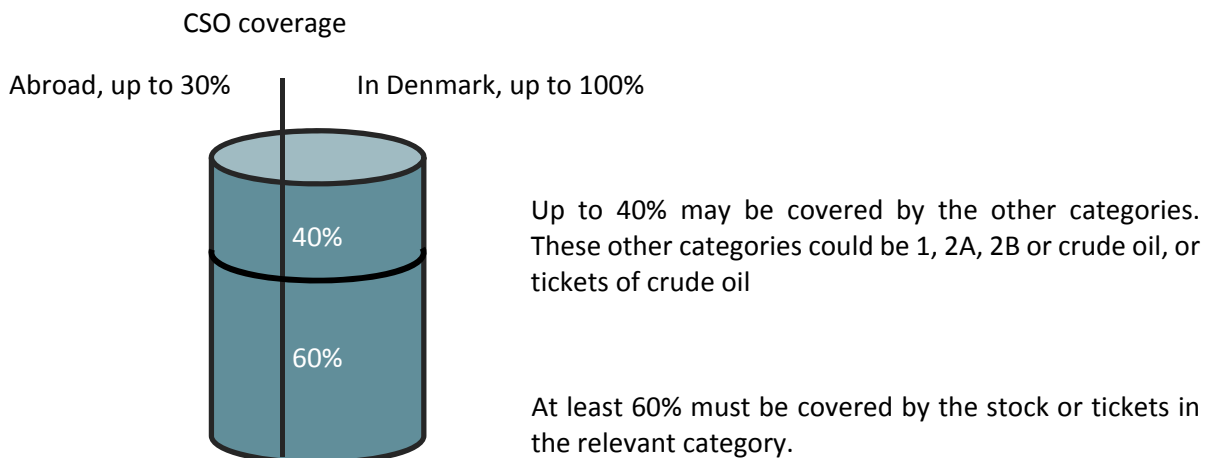 CSO coverage
Abroad, up to 30%
In Denmark, up to 100%
40%
Up to 40% may be covered by the other categories.
These other categories could be 1, 2A, 2B or crude oil, or
tickets of crude oil
60%
At least 60% must be covered by the stock or tickets in
the relevant category.